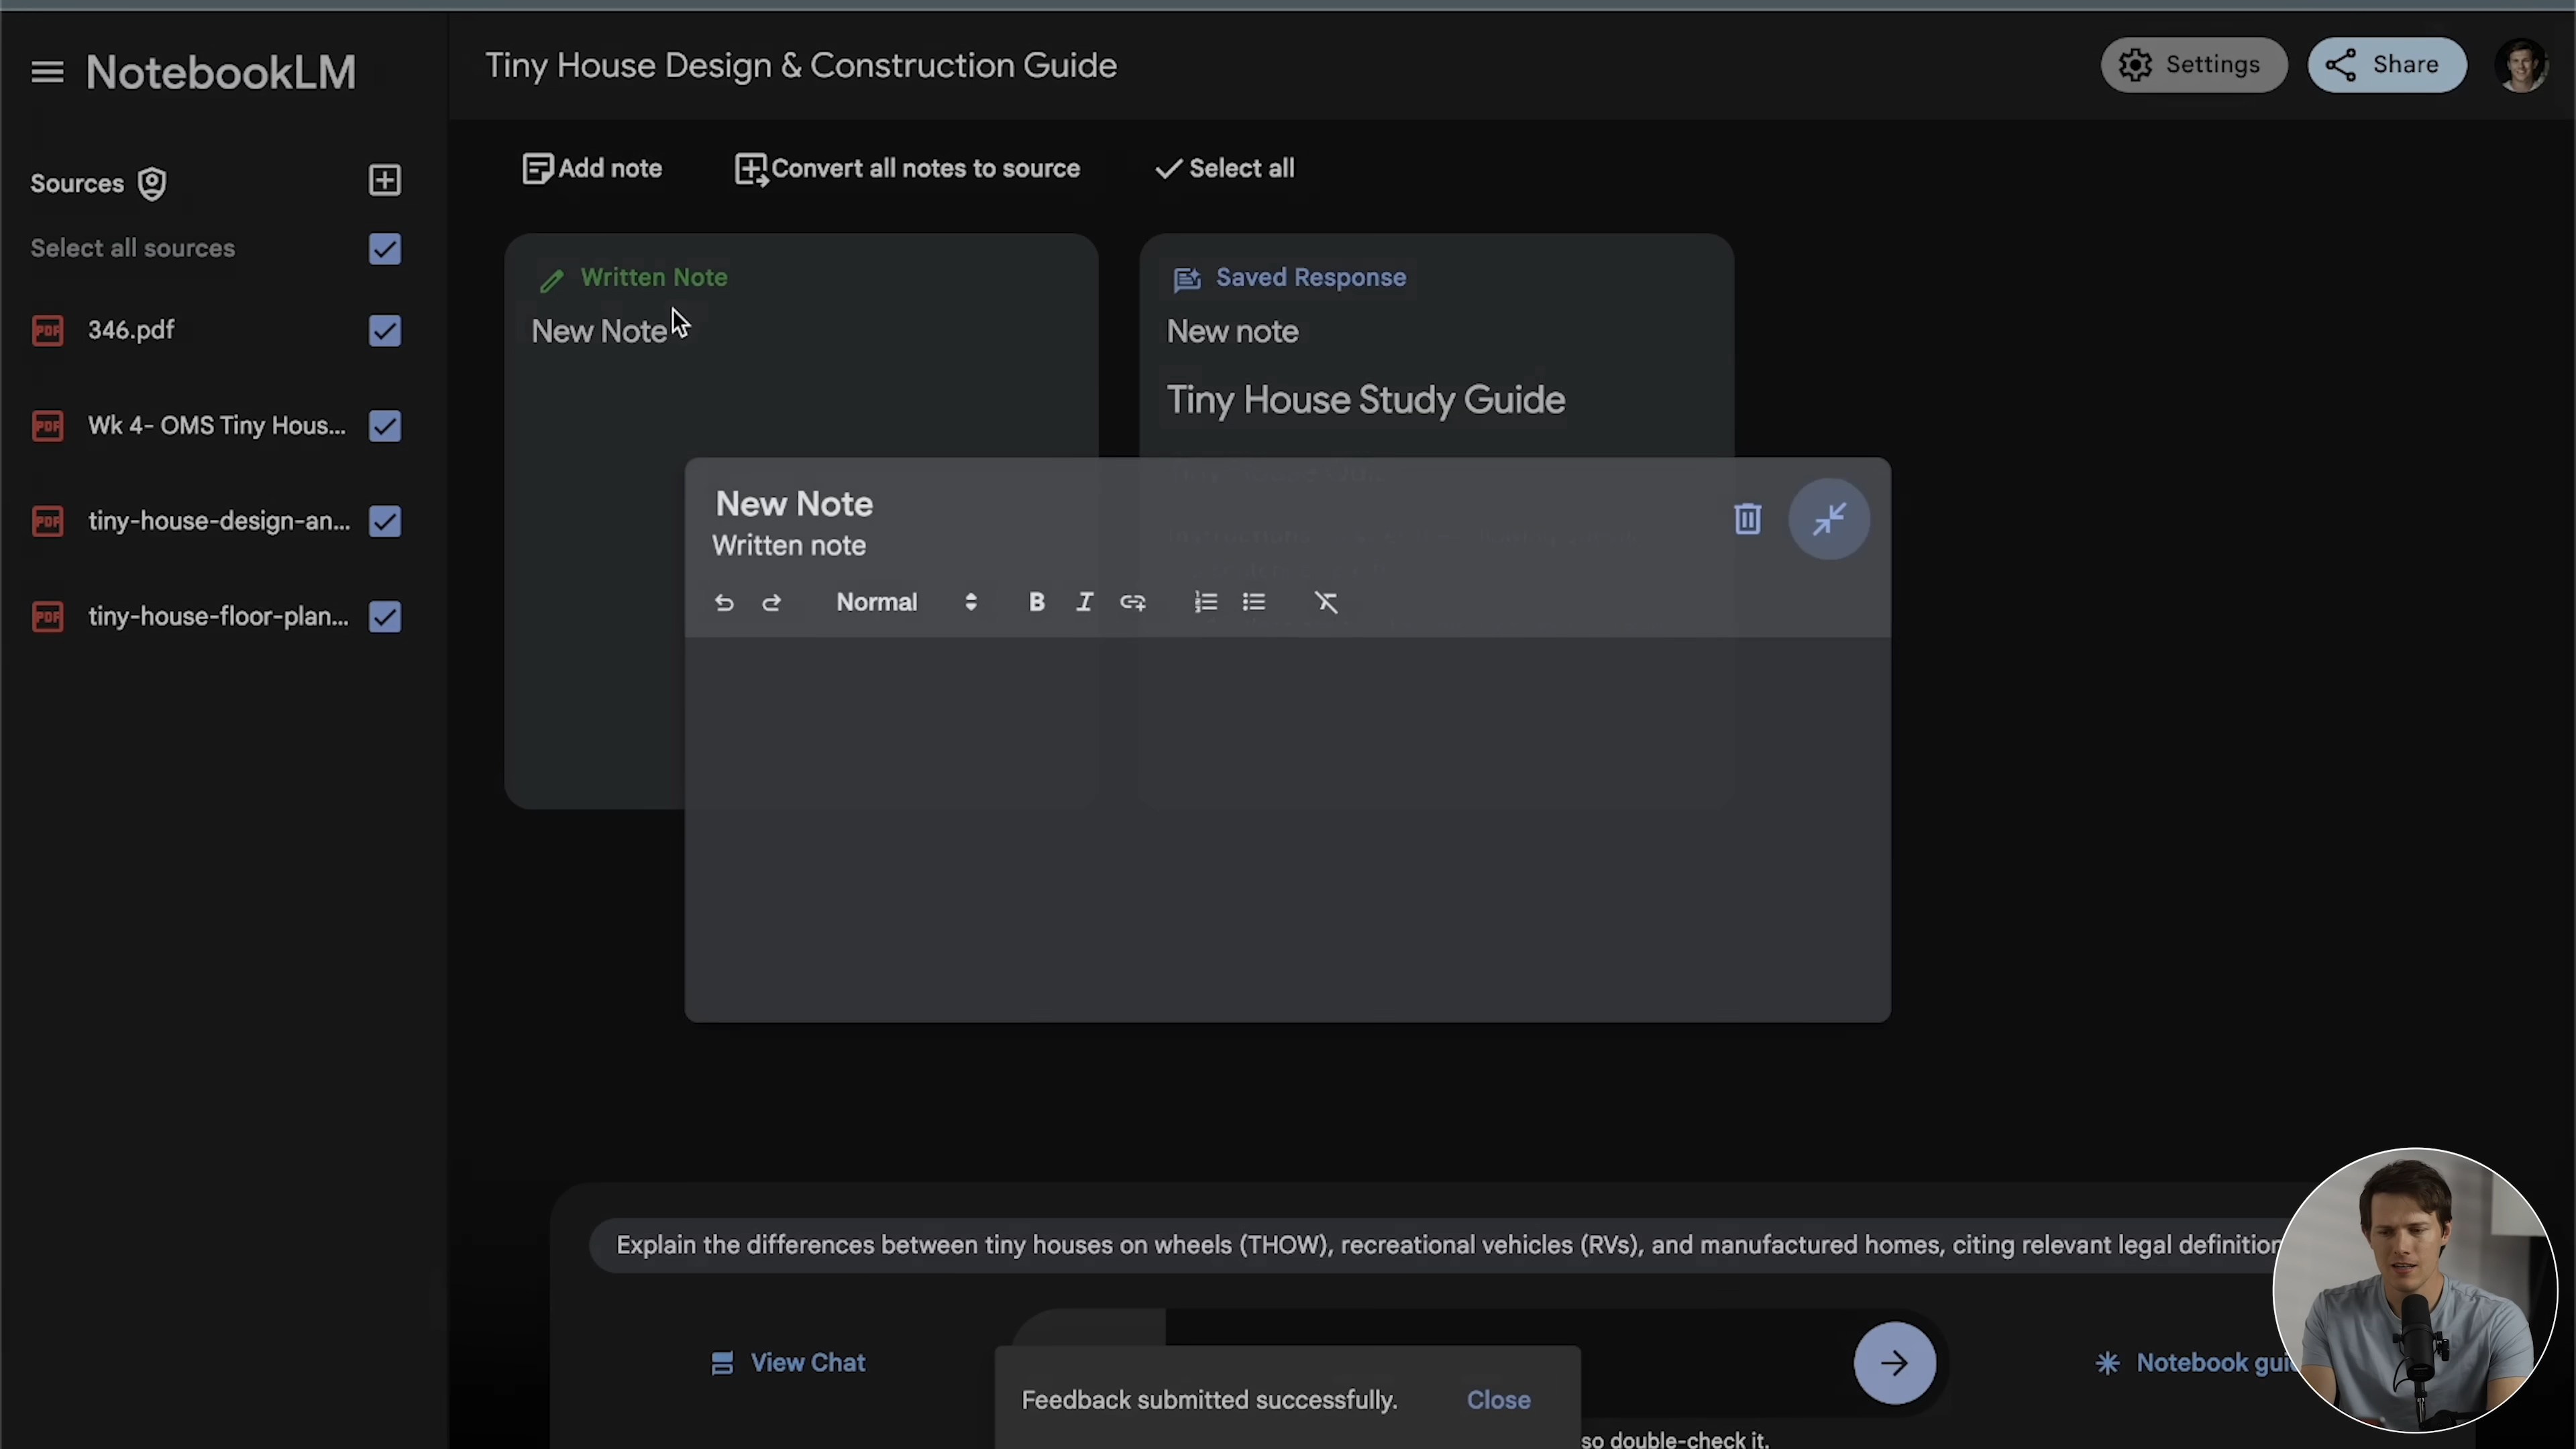 NotebookLM
Tiny House Design & Construction Guide
Settings
Share
Sources
Select all sources
346.pdf
Wk 4- OMS Tiny Hous...
tiny-house-design-an...
tiny-house-floor-plan...
Add note
Convert all notes to source
Select all
Written Note
New Note
Saved Response
New note
Tiny House Study Guide
New Note
Written note
Normal
Explain the differences between tiny houses on wheels (THOW), recreational vehicles (RVs), and manufactured homes, citing relevant legal definition
View Chat
Notebook gui
Feedback submitted successfully.
Close
so double-check it.